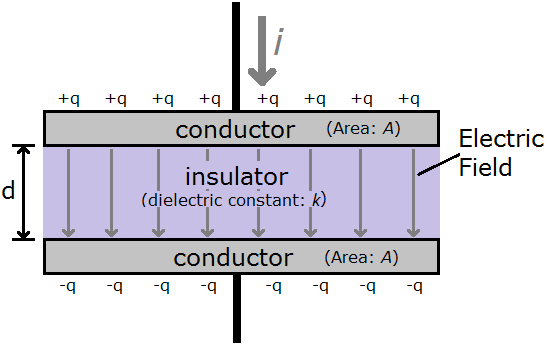 i
+q +q +q +q +q +q +q +q
conductor (Area: A)
Electric
Field
d
insulator
(dielectric constant: k)
conductor (Area: A)
-q -q -q -q -q -q -q -q